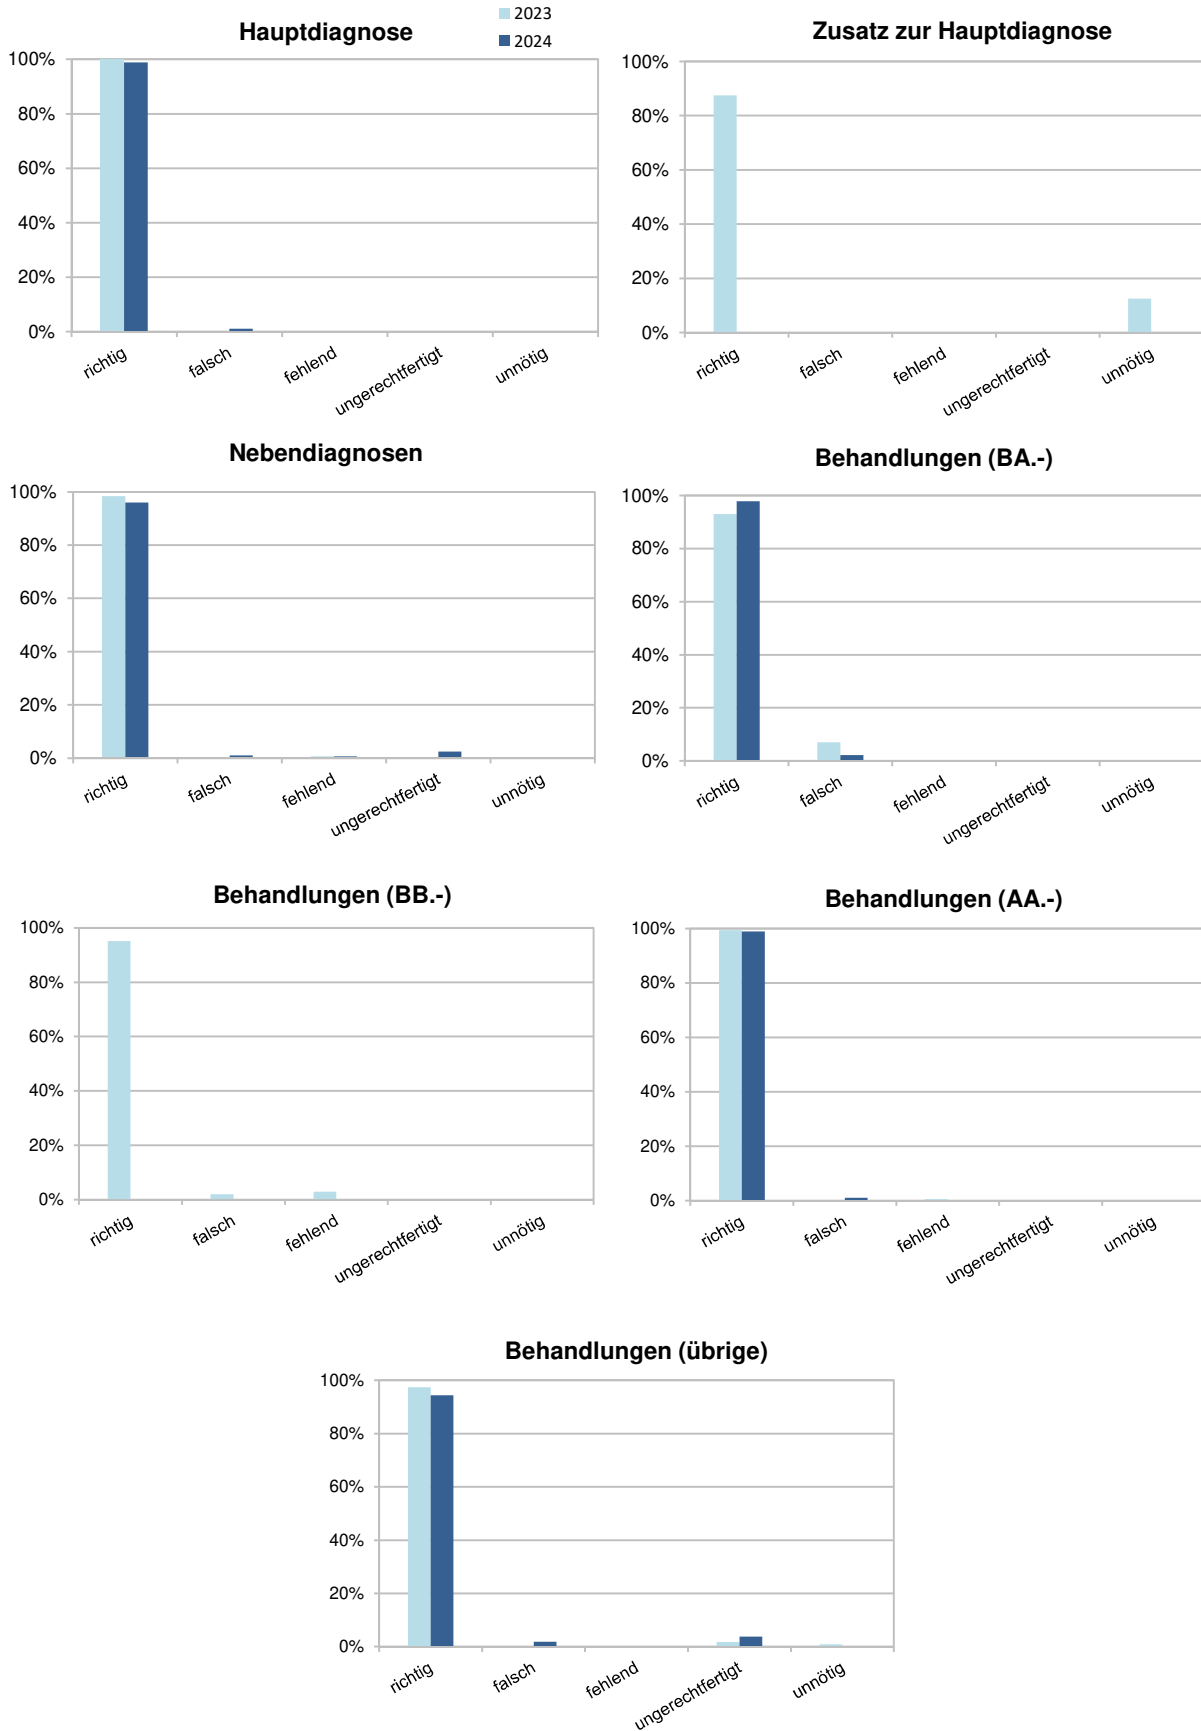 Hauptdiagnose
2023
2024
100%
80%
60%
40%
20%
0%
richtig
falsch
fehlend
ungerechtfertigt
unnötig
Zusatz zur Hauptdiagnose
100%
80%
60%
40%
20%
0%
richtig
falsch
fehlend
ungerechtfertigt
unnötig
Nebendiagnosen
100%
80%
60%
40%
20%
0%
richtig
falsch
fehlend
ungerechtfertigt
unnötig
Behandlungen (BA.-)
100%
80%
60%
40%
20%
0%
richtig
falsch
fehlend
ungerechtfertigt
unnötig
Behandlungen (BB.-)
100%
80%
60%
40%
20%
0%
richtig
falsch
fehlend
ungerechtfertigt
unnötig
Behandlungen (AA.-)
100%
80%
60%
40%
20%
0%
richtig
falsch
fehlend
ungerechtfertigt
unnötig
Behandlungen (übrige)
100%
80%
60%
40%
20%
0%
richtig
falsch
fehlend
ungerechtfertigt
unnötig